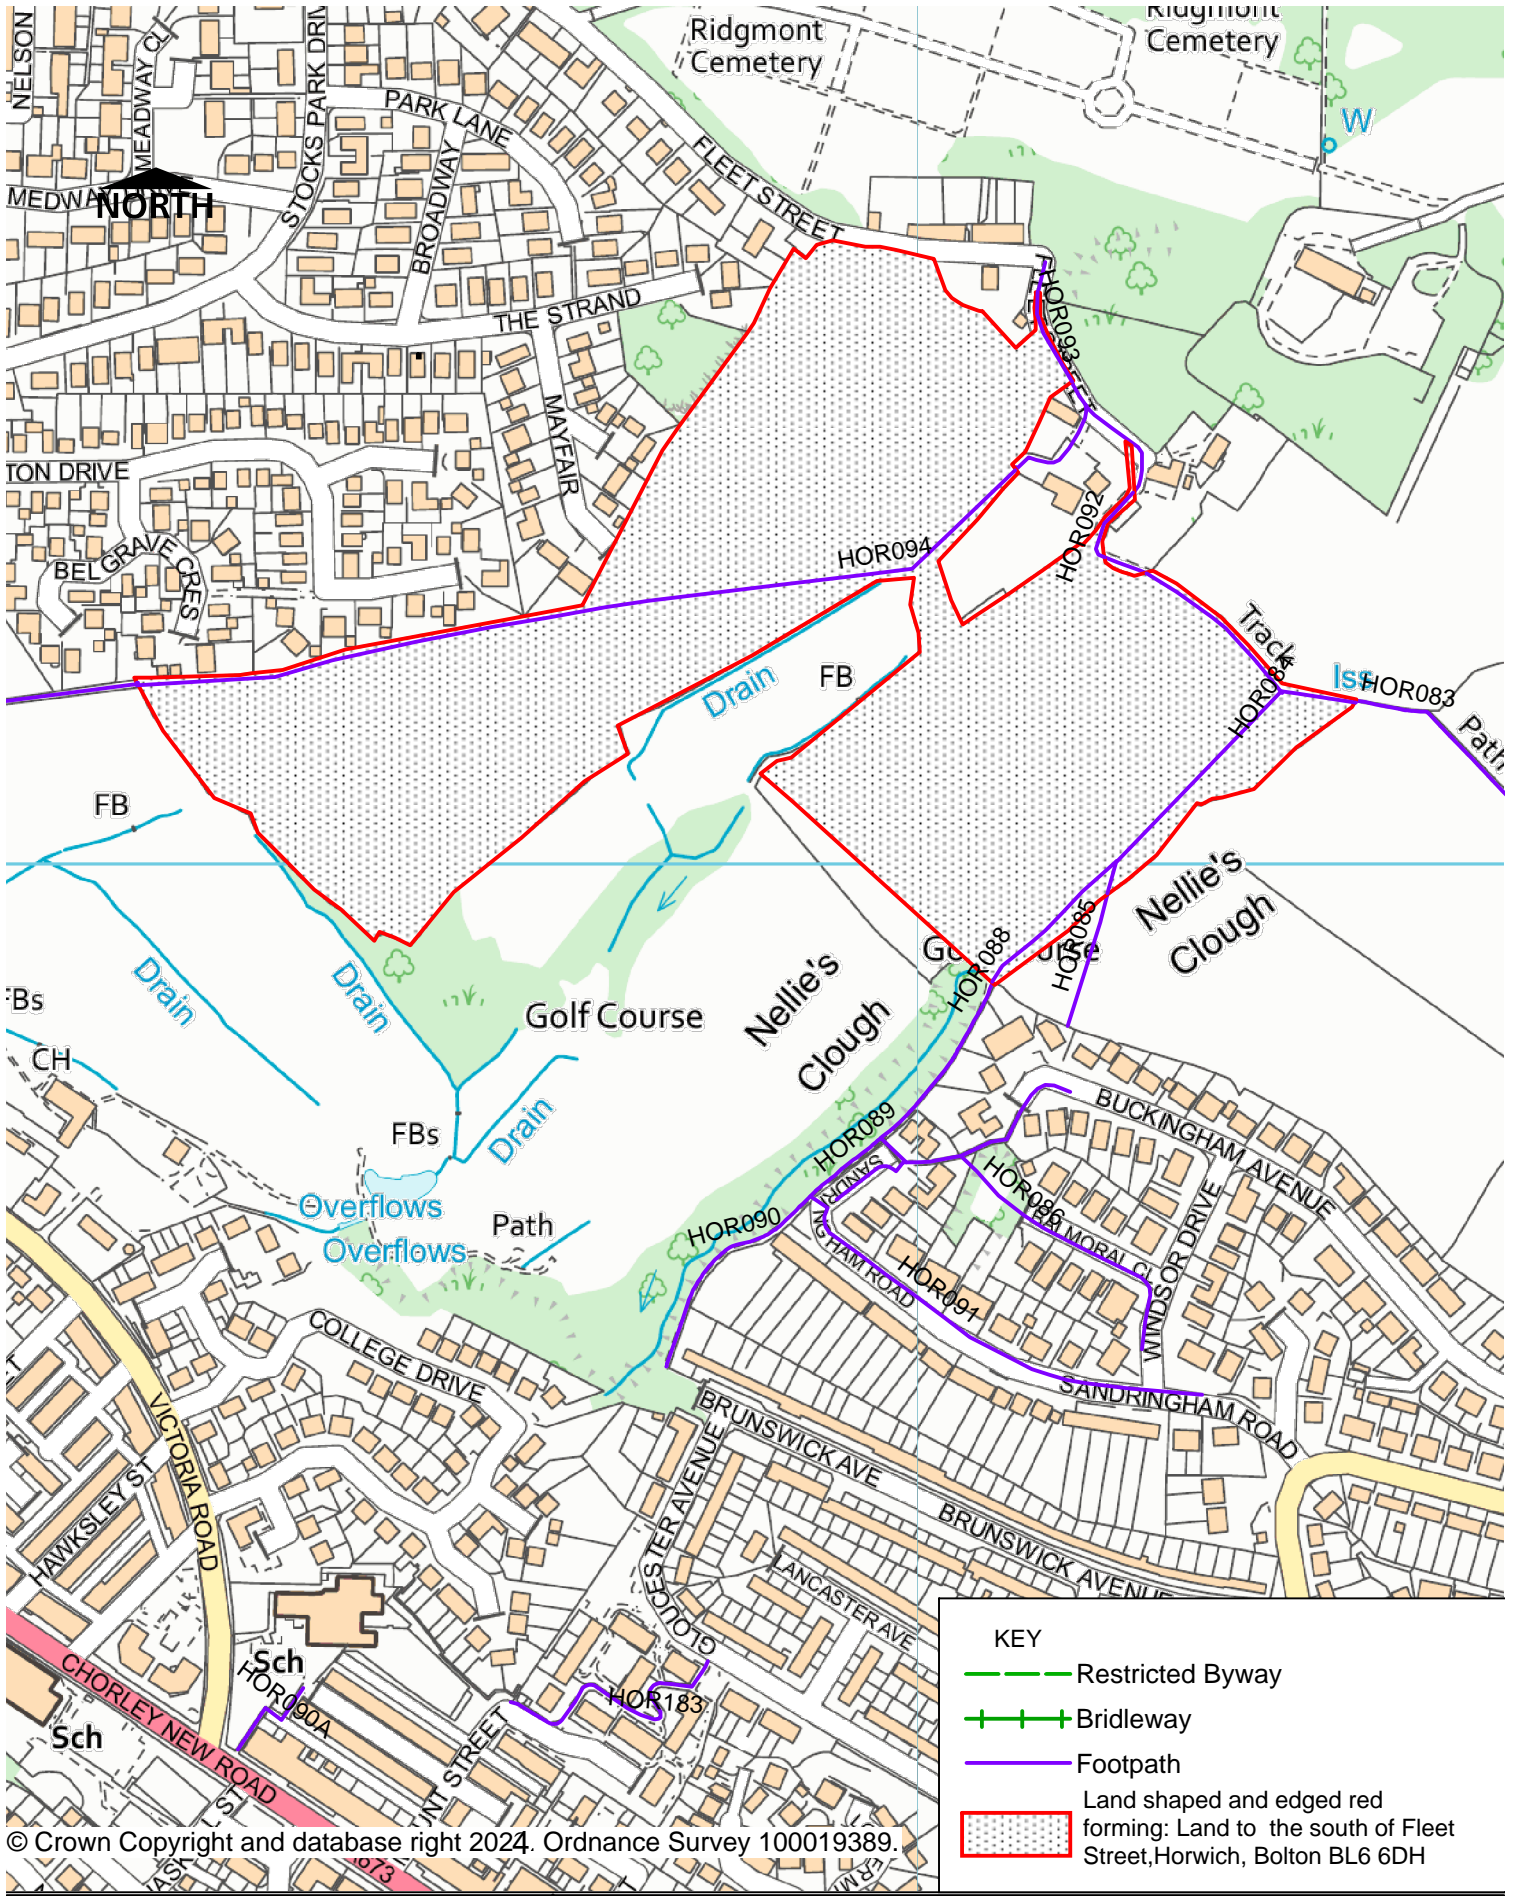 Ridgmont
Cemetery
Ridgmont
Cemetery
NELSON
MEADWAY CL
STOCKS PARK DRIV
PARK LANE
BROADWAY
FLEET STREET
W
NORTH
THE STRAND
MAYFAIR
HOR093
TON DRIVE
BELGRAVE CRES
HOR094
HOR092
Track
Iss
HOR083
HOR084
Path
Drain
FB
FB
Nellie's
Clough
HOR085
HOR088
Drain
Drain
FBs
CH
Golf Course
Nellie's
Clough
FBs
Drain
HOR089
BUCKINGHAM AVENUE
HOR086
BALMORAL CL
WINDSOR DRIVE
Overflows
Overflows
Path
HOR090
SANDRINGHAM ROAD
HOR091
COLLEGE DRIVE
SANDRINGHAM ROAD
VICTORIA ROAD
HAWKSLEY ST
BRUNSWICK AVE
GLOUCESTER AVENUE
BRUNSWICK AVENUE
LANCASTER AVE
Sch
HOR090A
HOR183
Sch
CHORLEY NEW ROAD
UNT STREET
KEY
Restricted Byway
Bridleway
Footpath
Land shaped and edged red
forming: Land to the south of Fleet
Street,Horwich, Bolton BL6 6DH
© Crown Copyright and database right 2024. Ordnance Survey 100019389.